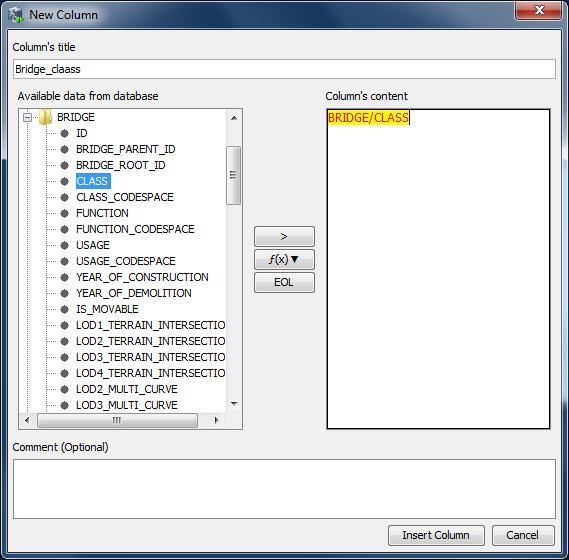 New Column
Column's title
Bridge_claass
Available data from database
BRIDGE
ID
BRIDGE_PARENT_ID
BRIDGE_ROOT_ID
CLASS
CLASS_CODESPACE
FUNCTION
FUNCTION_CODESPACE
USAGE
USAGE_CODESPACE
YEAR_OF_CONSTRUCTION
YEAR_OF_DEMOLITION
IS_MOVABLE
LOD1_TERRAIN_INTERSECTIO
LOD2_TERRAIN_INTERSECTIO
LOD3_TERRAIN_INTERSECTIO
LOD4_TERRAIN_INTERSECTIO
LOD2_MULTI_CURVE
LOD3_MULTI_CURVE
>
f(x)▼
EOL
Column's content
BRIDGE/CLASS
Comment (Optional)
Insert Column
Cancel